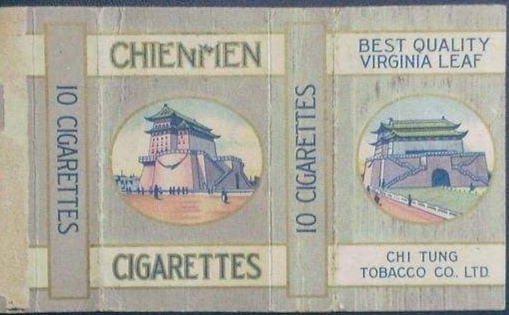 10 CIGARETTES
CHIENMEN
CIGARETTES
10 CIGARETTES
BEST QUALITY
VIRGINIA LEAF
CHI TUNG
TOBACCO CO. LTD.